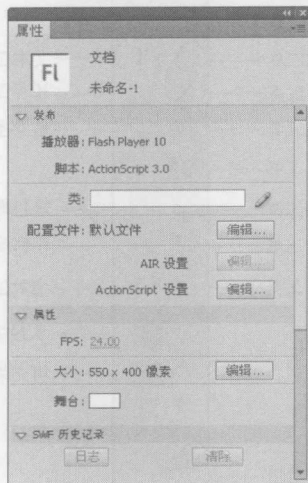 属性
Fl
文档
未命名-1
发布
播放器: Flash Player 10
脚本: ActionScript 3.0
类:
配置文件: 默认文件 编辑...
AIR 设置 编辑...
ActionScript 设置 编辑...
属性
FPS: 24.00
大小: 550 x 400 像素 编辑...
舞台:
SWF 历史记录
日志 清除